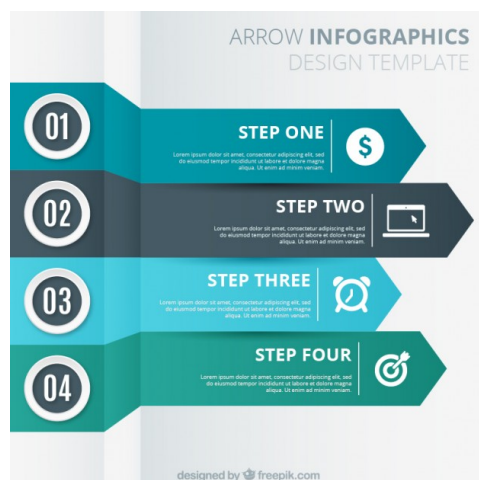 ARROW INFOGRAPHICS
DESIGN TEMPLATE
01
STEP ONE
Lorem ipsum dolor sit amet, consectetur adipiscing elit, sed
do eiusmod tempor incididunt ut labore et dolore magna
aliqua. Ut enim ad minim veniam.
$
02
STEP TWO
Lorem ipsum dolor sit amet, consectetur adipiscing elit, sed
do eiusmod tempor incididunt ut labore et dolore magna
aliqua. Ut enim ad minim veniam.
03
STEP THREE
Lorem ipsum dolor sit amet, consectetur adipiscing elit, sed
do eiusmod tempor incididunt ut labore et dolore magna
aliqua. Ut enim ad minim veniam.
04
STEP FOUR
Lorem ipsum dolor sit amet, consectetur adipiscing elit, sed
do eiusmod tempor incididunt ut labore et dolore magna
aliqua. Ut enim ad minim veniam.
designed by freepik.com